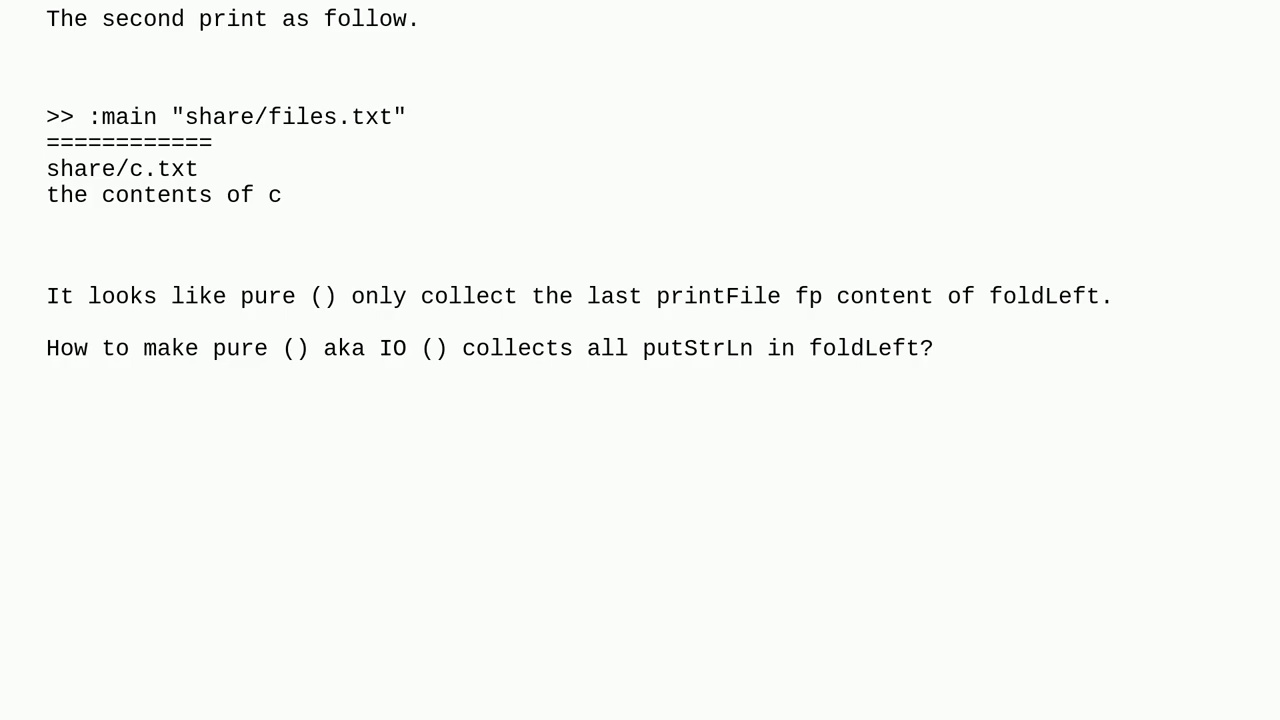 The second print as follow.
>> :main "share/files.txt"
============
share/c.txt
the contents of c
It looks like pure () only collect the last printFile fp content of foldLeft.
How to make pure () aka IO () collects all putStrLn in foldLeft?